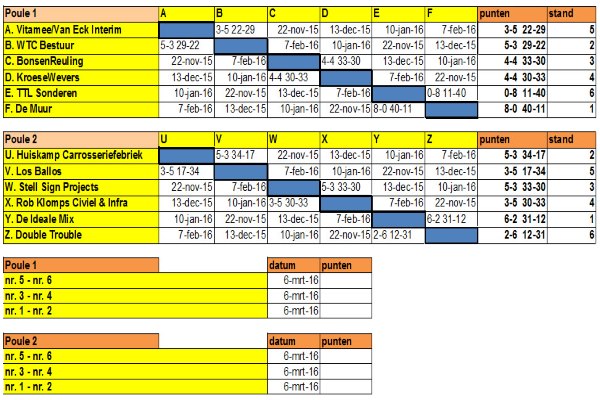 Poule 1 A B C D E F punten stand
A. Vitamee/Van Eck Interim 3-5 22-29 22-nov-15 13-dec-15 10-jan-16 7-feb-16 3-5 22-29 5
B. WTC Bestuur 5-3 29-22 7-feb-16 10-jan-16 22-nov-15 13-dec-15 5-3 29-22 2
C. BonsenReuling 22-nov-15 7-feb-16 4-4 33-30 13-dec-15 10-jan-16 4-4 33-30 3
D. KroeseWevers 13-dec-15 10-jan-16 4-4 30-33 7-feb-16 22-nov-15 4-4 30-33 4
E. TTL Sonderen 10-jan-16 22-nov-15 13-dec-15 7-feb-16 0-8 11-40 0-8 11-40 6
F. De Muur 7-feb-16 13-dec-15 10-jan-16 22-nov-15 8-0 40-11 8-0 40-11 1
Poule 2 U V W X Y Z punten stand
U. Huiskamp Carrosseriefebriek 5-3 34-17 22-nov-15 13-dec-15 10-jan-16 7-feb-16 5-3 34-17 2
V. Los Ballos 3-5 17-34 7-feb-16 10-jan-16 22-nov-15 13-dec-15 3-5 17-34 5
W. Stell Sign Projects 22-nov-15 7-feb-16 5-3 33-30 13-dec-15 10-jan-16 5-3 33-30 3
X. Rob Klomps Civiel & Infra 13-dec-15 10-jan-16 3-5 30-33 7-feb-16 22-nov-15 3-5 30-33 4
Y. De Ideale Mix 10-jan-16 22-nov-15 13-dec-15 7-feb-16 6-2 31-12 6-2 31-12 1
Z. Double Trouble 7-feb-16 13-dec-15 10-jan-16 22-nov-15 2-6 12-31 2-6 12-31 6
Poule 1 datum punten
nr. 5 - nr. 6 6-mrt-16
nr. 3 - nr. 4 6-mrt-16
nr. 1 - nr. 2 6-mrt-16
Poule 2 datum punten
nr. 5 - nr. 6 6-mrt-16
nr. 3 - nr. 4 6-mrt-16
nr. 1 - nr. 2 6-mrt-16